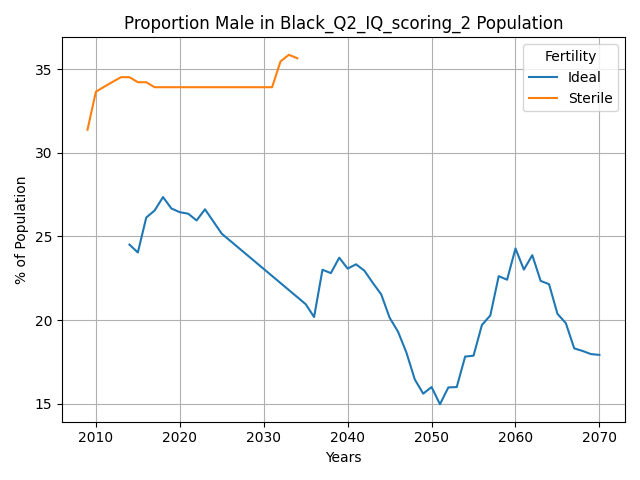 Proportion Male in Black_Q2_IQ_scoring_2 Population
Fertility
Ideal
Sterile
% of Population
35
30
25
20
15
2010 2020 2030 2040 2050 2060 2070
Years